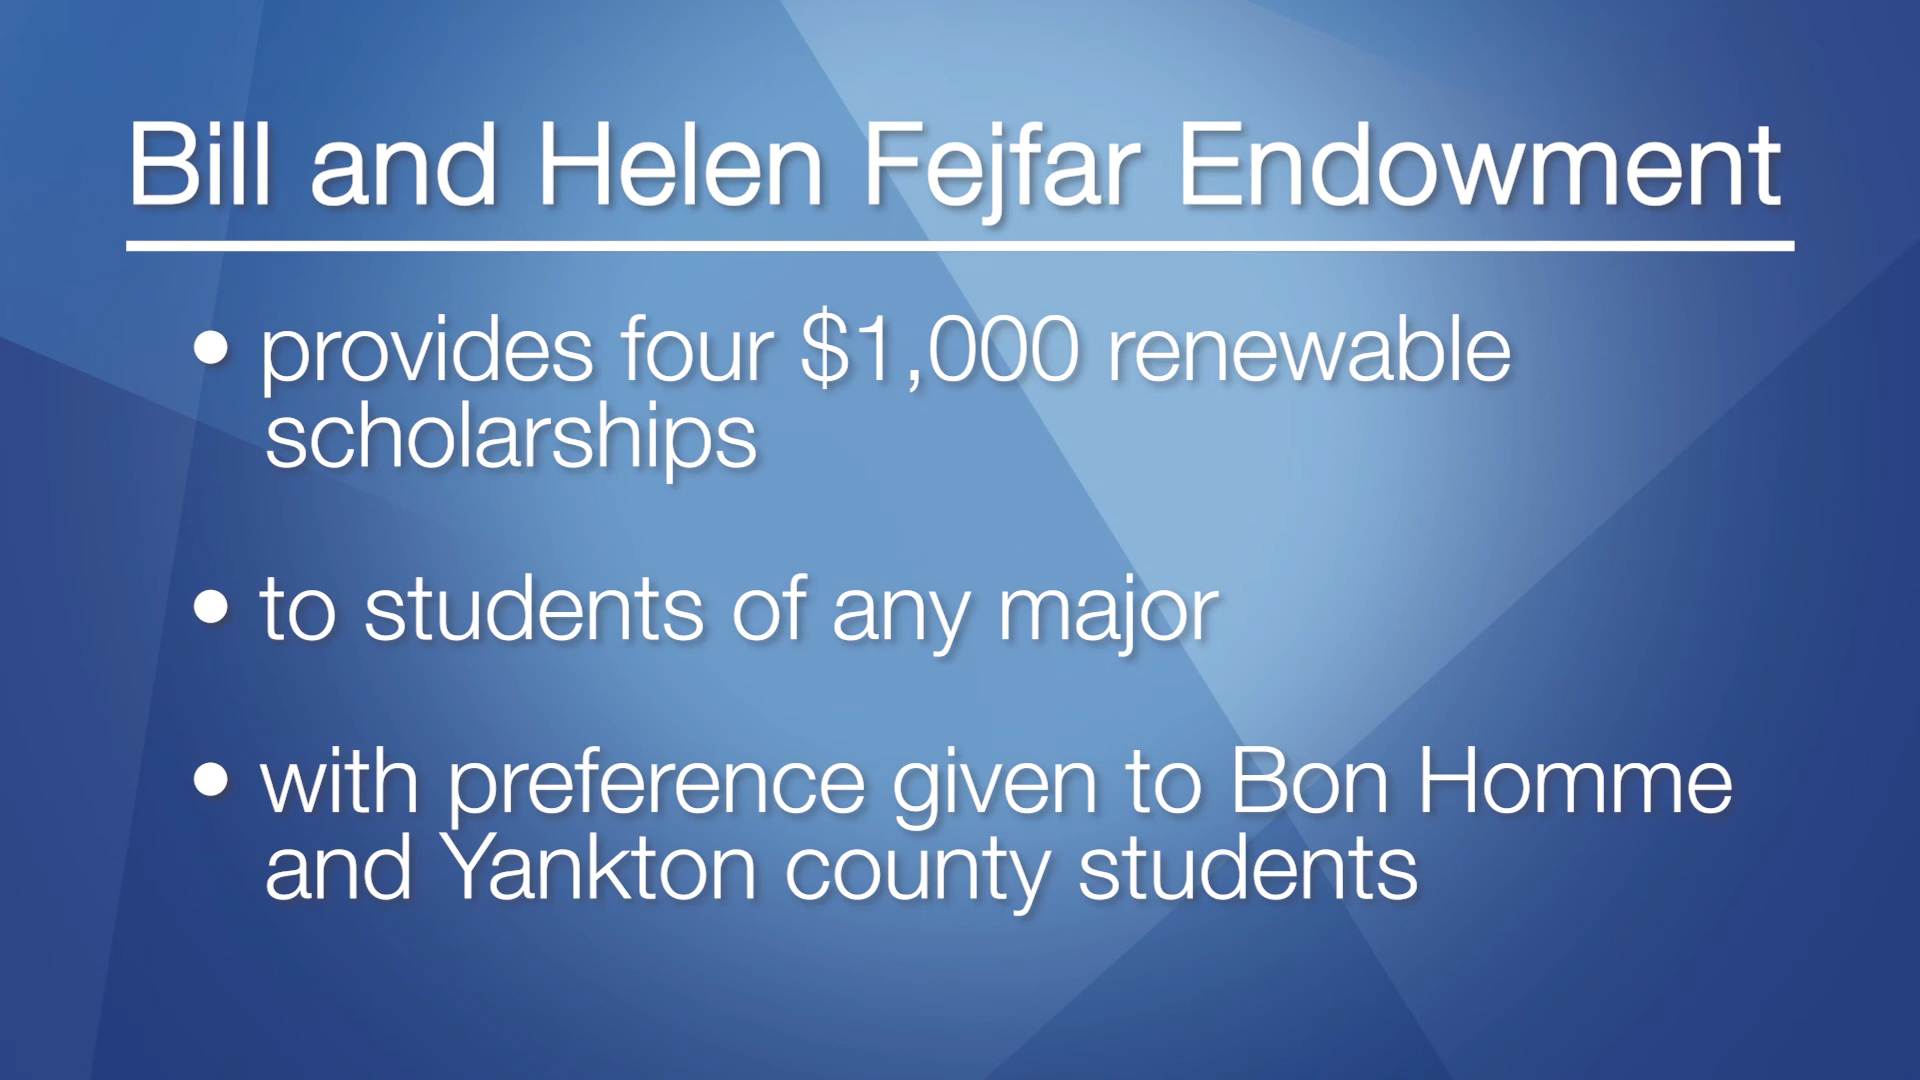 Bill and Helen Fejfar Endowment
• provides four $1,000 renewable
scholarships
• to students of any major
• with preference given to Bon Homme
and Yankton county students